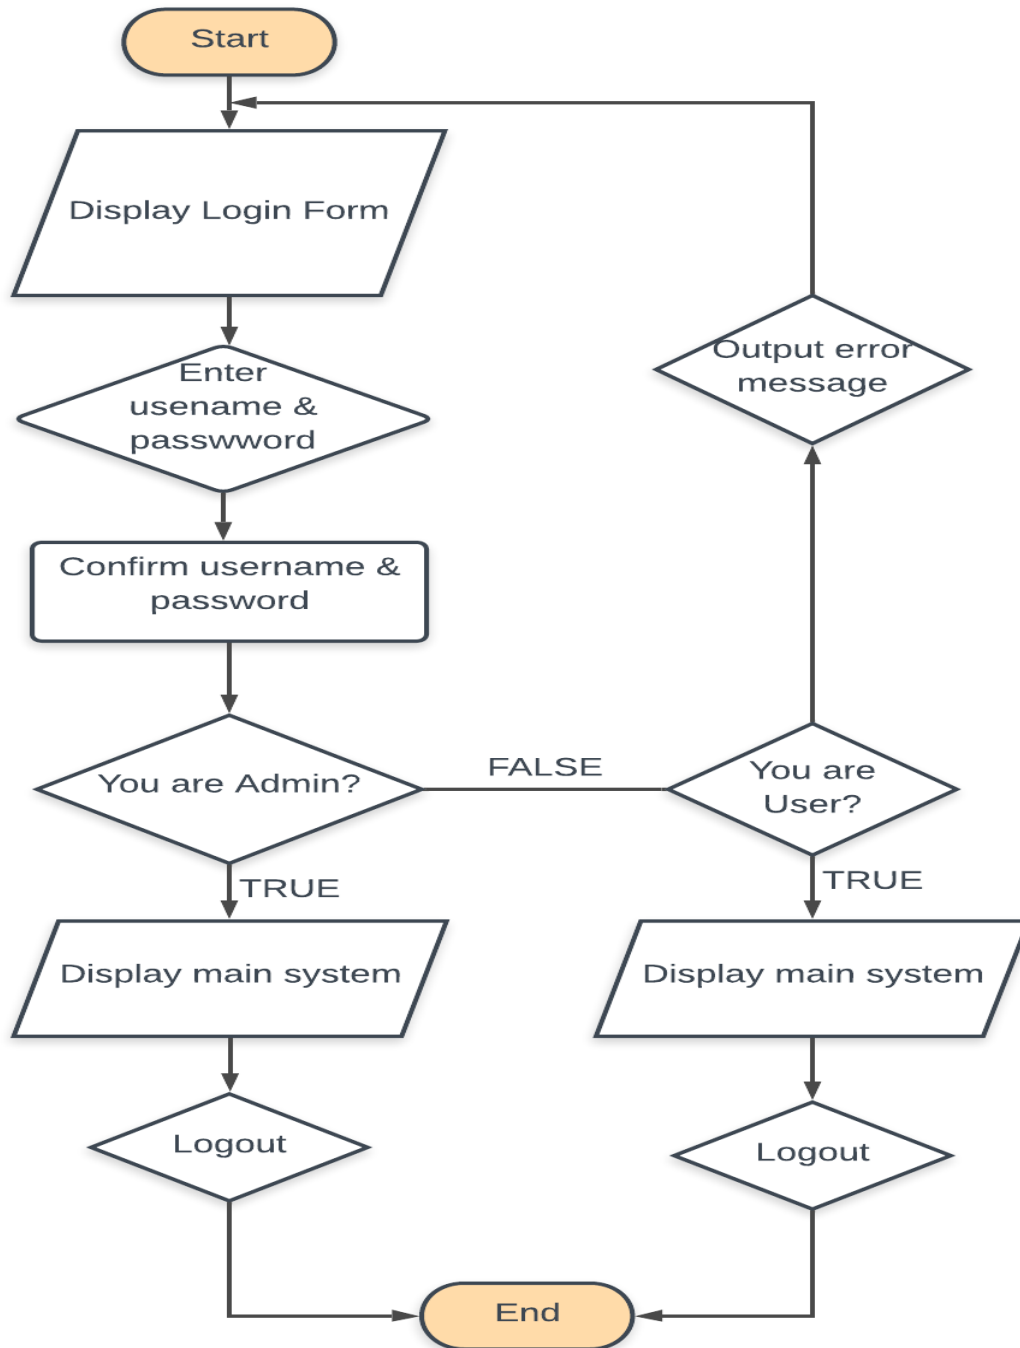 Start
Display Login Form
Enter
usename &
passwword
Output error
message
Confirm username &
password
You are Admin?
FALSE
You are
User?
TRUE
TRUE
Display main system
Display main system
Logout
Logout
End